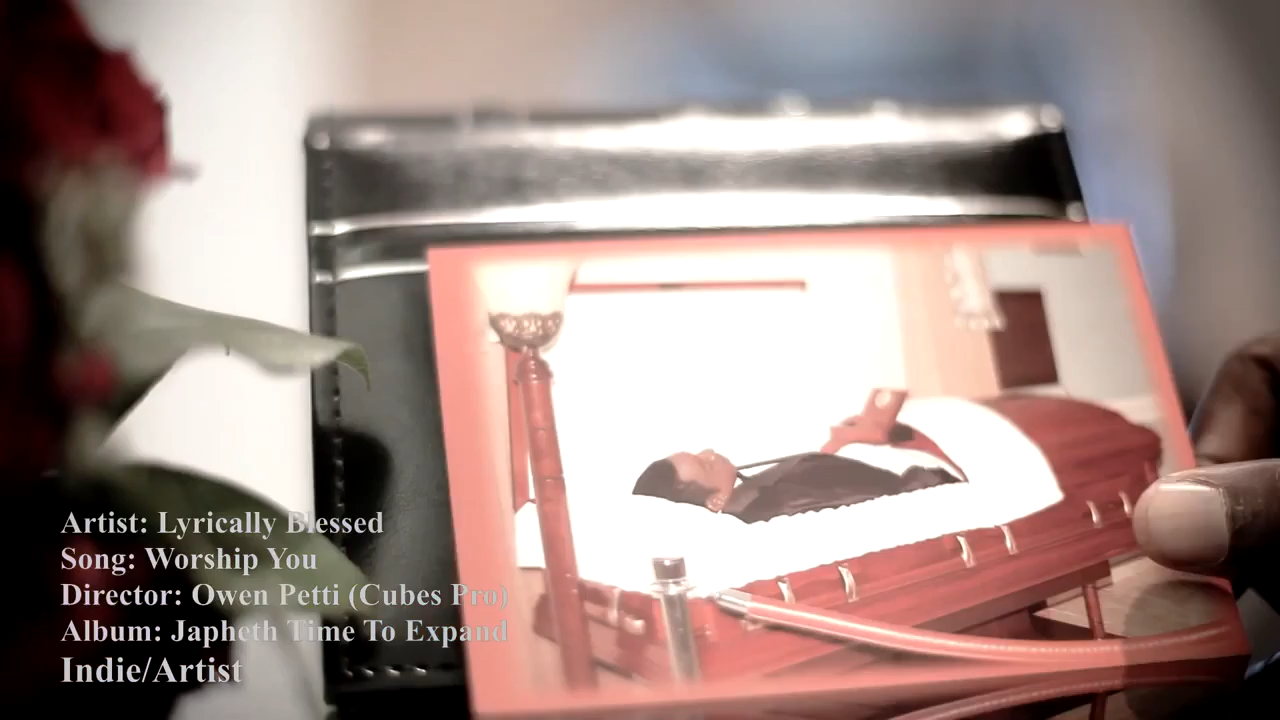 Artist: Lyrically Blessed
Song: Worship You
Director: Owen Petti (Cubes Pro)
Album: Japheth Time To Expand
Indie/Artist